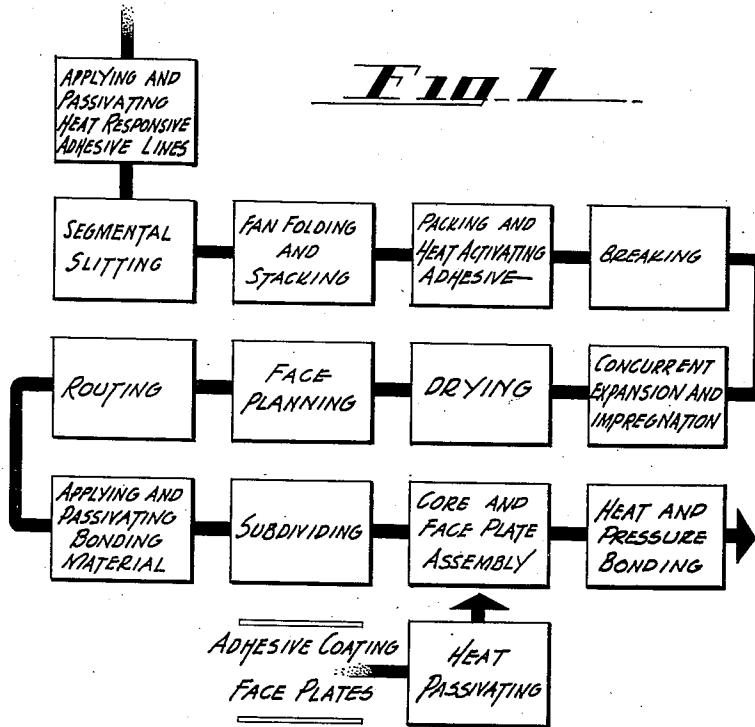 Fig. 1
APPLYING AND
PASSIVATING
HEAT RESPONSIVE
ADHESIVE LINES
SEGMENTAL
SLITTING
FAN FOLDING
AND
STACKING
PACKING AND
HEAT ACTIVATING
ADHESIVE
BREAKING
ROUTING
FACE
PLANNING
DRYING
CONCURRENT
EXPANSION AND
IMPREGNATION
APPLYING AND
PASSIVATING
BONDING
MATERIAL
SUBDIVIDING
CORE AND
FACE PLATE
ASSEMBLY
HEAT AND
PRESSURE
BONDING
ADHESIVE COATING
FACE PLATES
HEAT
PASSIVATING